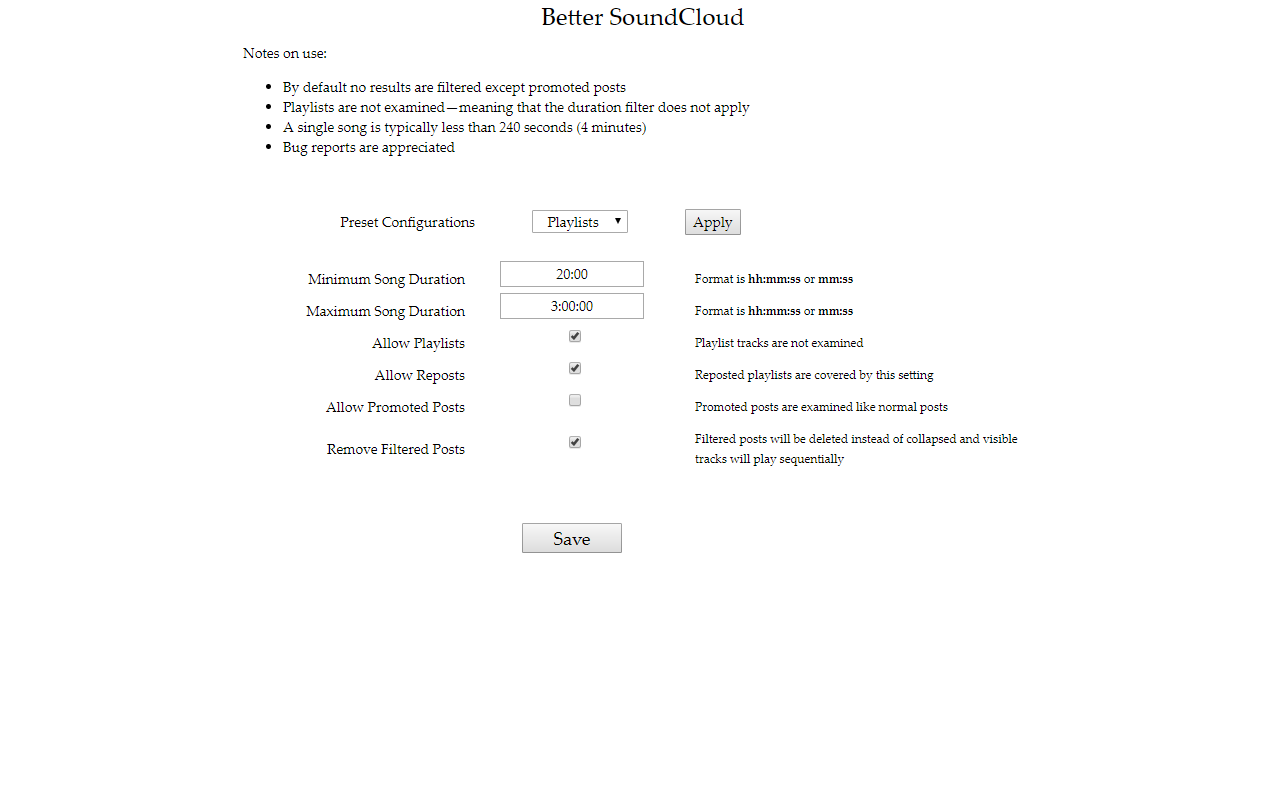 Better SoundCloud
Notes on use:
By default no results are filtered except promoted posts
Playlists are not examined—meaning that the duration filter does not apply
A single song is typically less than 240 seconds (4 minutes)
Bug reports are appreciated
Preset Configurations Playlists Apply
Minimum Song Duration 20:00 Format is hh:mm:ss or mm:ss
Maximum Song Duration 3:00:00 Format is hh:mm:ss or mm:ss
Allow Playlists Playlist tracks are not examined
Allow Reposts Reposted playlists are covered by this setting
Allow Promoted Posts Promoted posts are examined like normal posts
Remove Filtered Posts Filtered posts will be deleted instead of collapsed and visible
tracks will play sequentially
Save